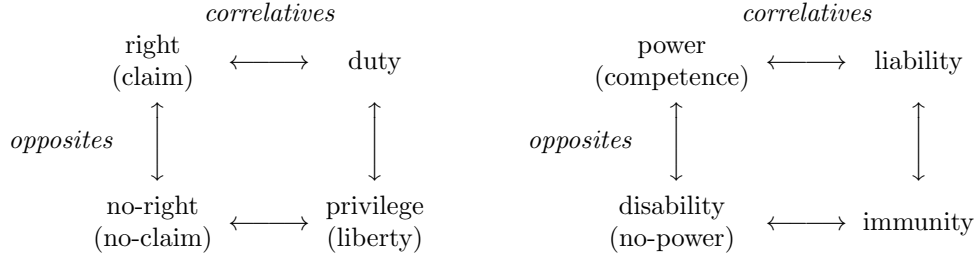 correlatives
right
(claim)
duty
opposites
no-right
(no-claim)
privilege
(liberty)
correlatives
power
(competence)
liability
opposites
disability
(no-power)
immunity